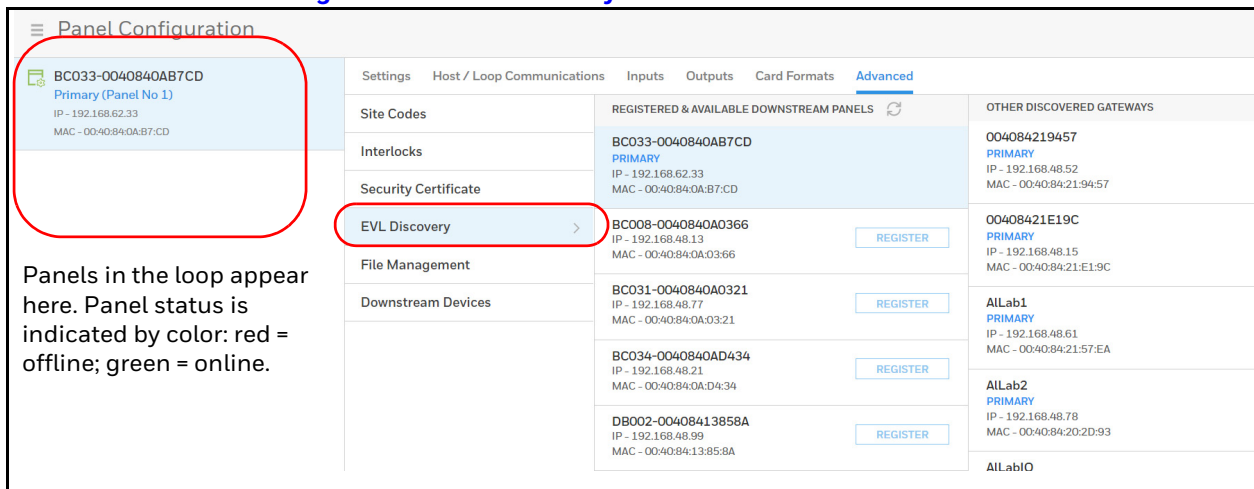 Panel Configuration
BC033-0040840AB7CD
Primary (Panel No 1)
IP - 192.168.62.33
MAC - 00:40:84:0A:B7:CD
Panels in the loop appear
here. Panel status is
indicated by color: red =
offline; green = online.
Settings Host / Loop Communications Inputs Outputs Card Formats Advanced
Site Codes
Interlocks
Security Certificate
EVL Discovery >
File Management
Downstream Devices
REGISTERED & AVAILABLE DOWNSTREAM PANELS
BC033-0040840AB7CD
PRIMARY
IP - 192.168.62.33
MAC - 00:40:84:0A:B7:CD
BC008-0040840A0366
IP - 192.168.48.13
MAC - 00:40:84:0A:03:66
REGISTER
BC031-0040840A0321
IP - 192.168.48.77
MAC - 00:40:84:0A:03:21
REGISTER
BC034-0040840AD434
IP - 192.168.48.21
MAC - 00:40:84:0A:D4:34
REGISTER
DB002-00408413858A
IP - 192.168.48.99
MAC - 00:40:84:13:85:8A
REGISTER
OTHER DISCOVERED GATEWAYS
004084219457
PRIMARY
IP - 192.168.48.52
MAC - 00:40:84:21:94:57
00408421E19C
PRIMARY
IP - 192.168.48.15
MAC - 00:40:84:21:E1:9C
AlLab1
PRIMARY
IP - 192.168.48.61
MAC - 00:40:84:21:57:EA
AlLab2
PRIMARY
IP - 192.168.48.78
MAC - 00:40:84:20:2D:93